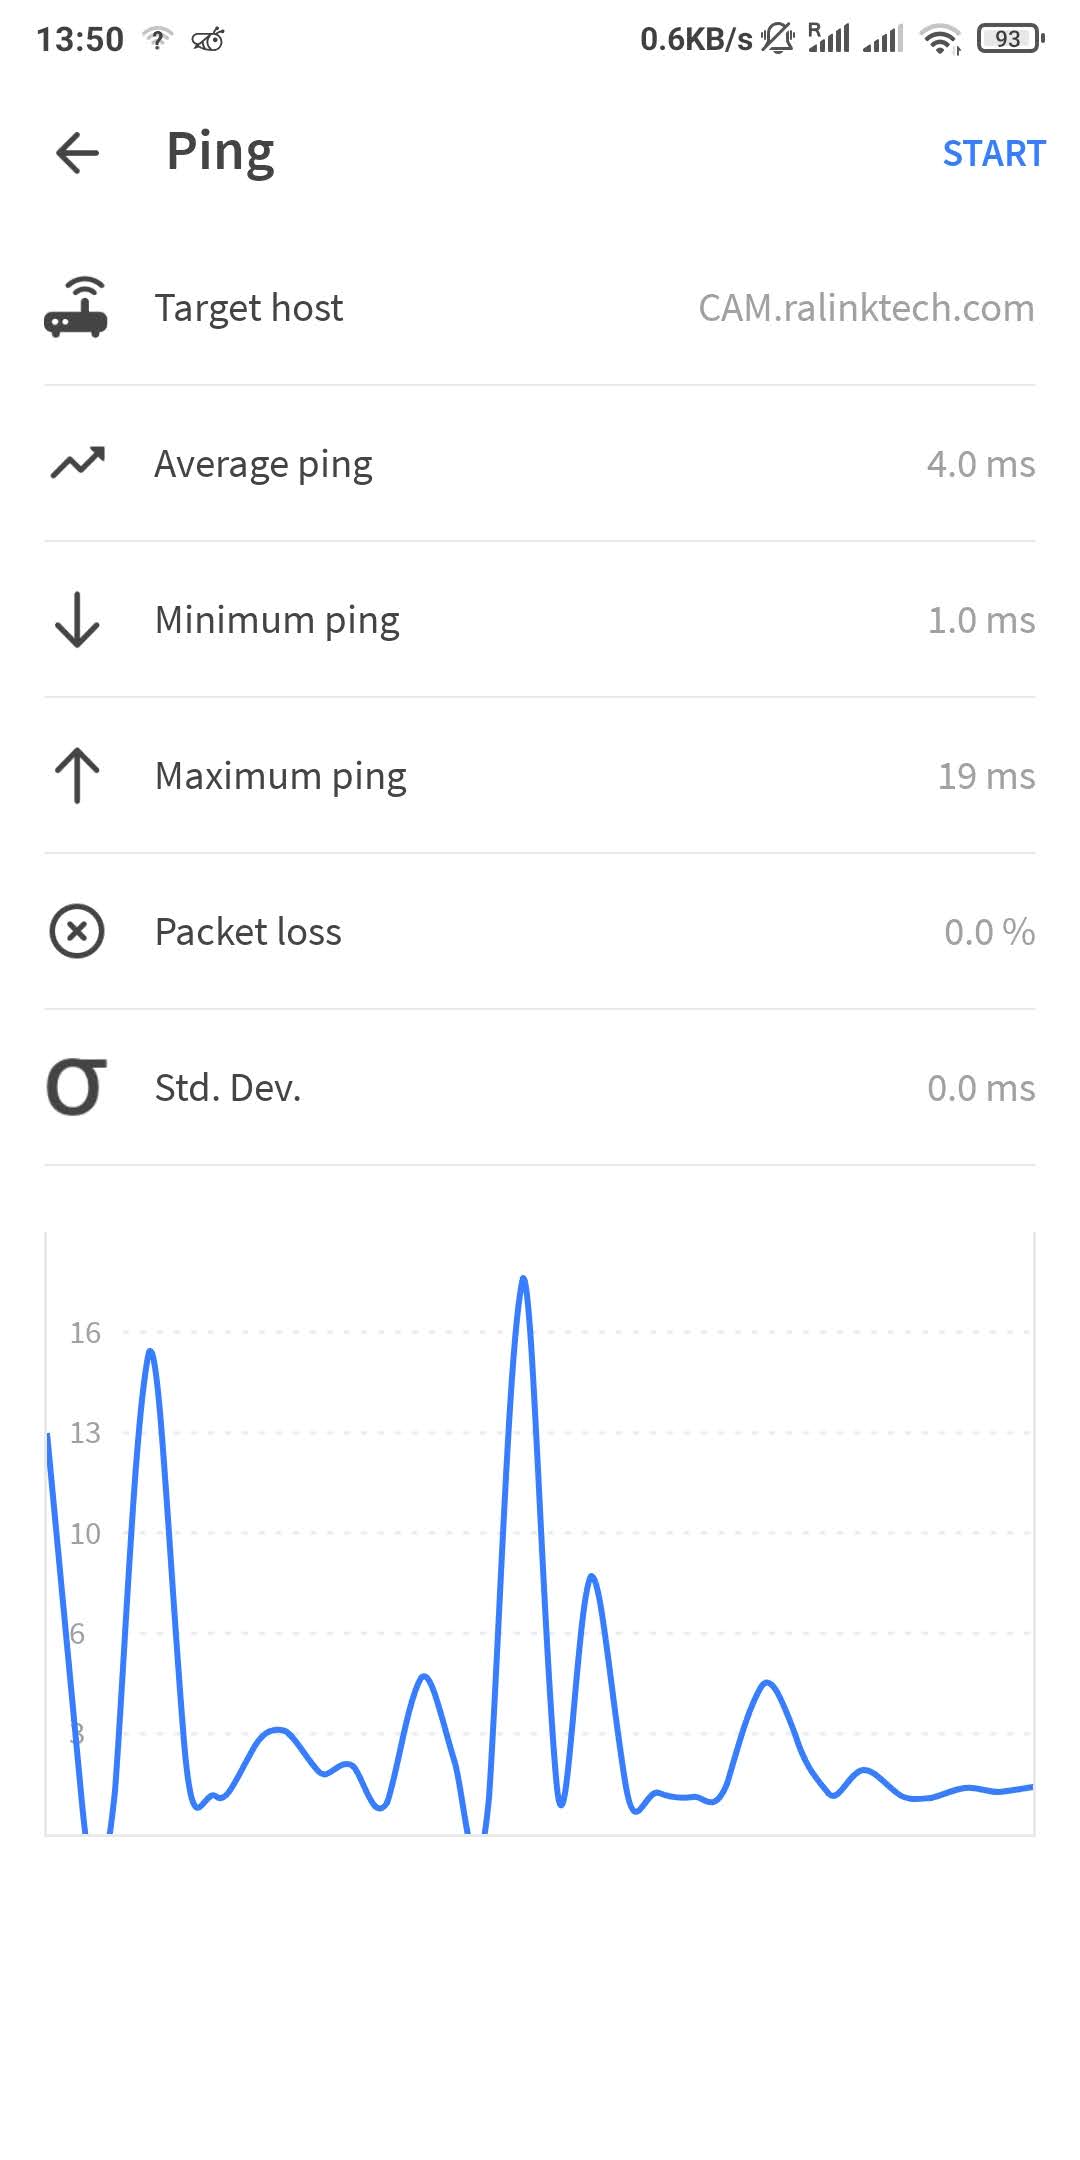 13:50 0.6KB/s R 93
Ping START
Target host CAM.ralinktech.com
Average ping 4.0 ms
Minimum ping 1.0 ms
Maximum ping 19 ms
Packet loss 0.0 %
σ Std. Dev. 0.0 ms
16
13
10
6
3